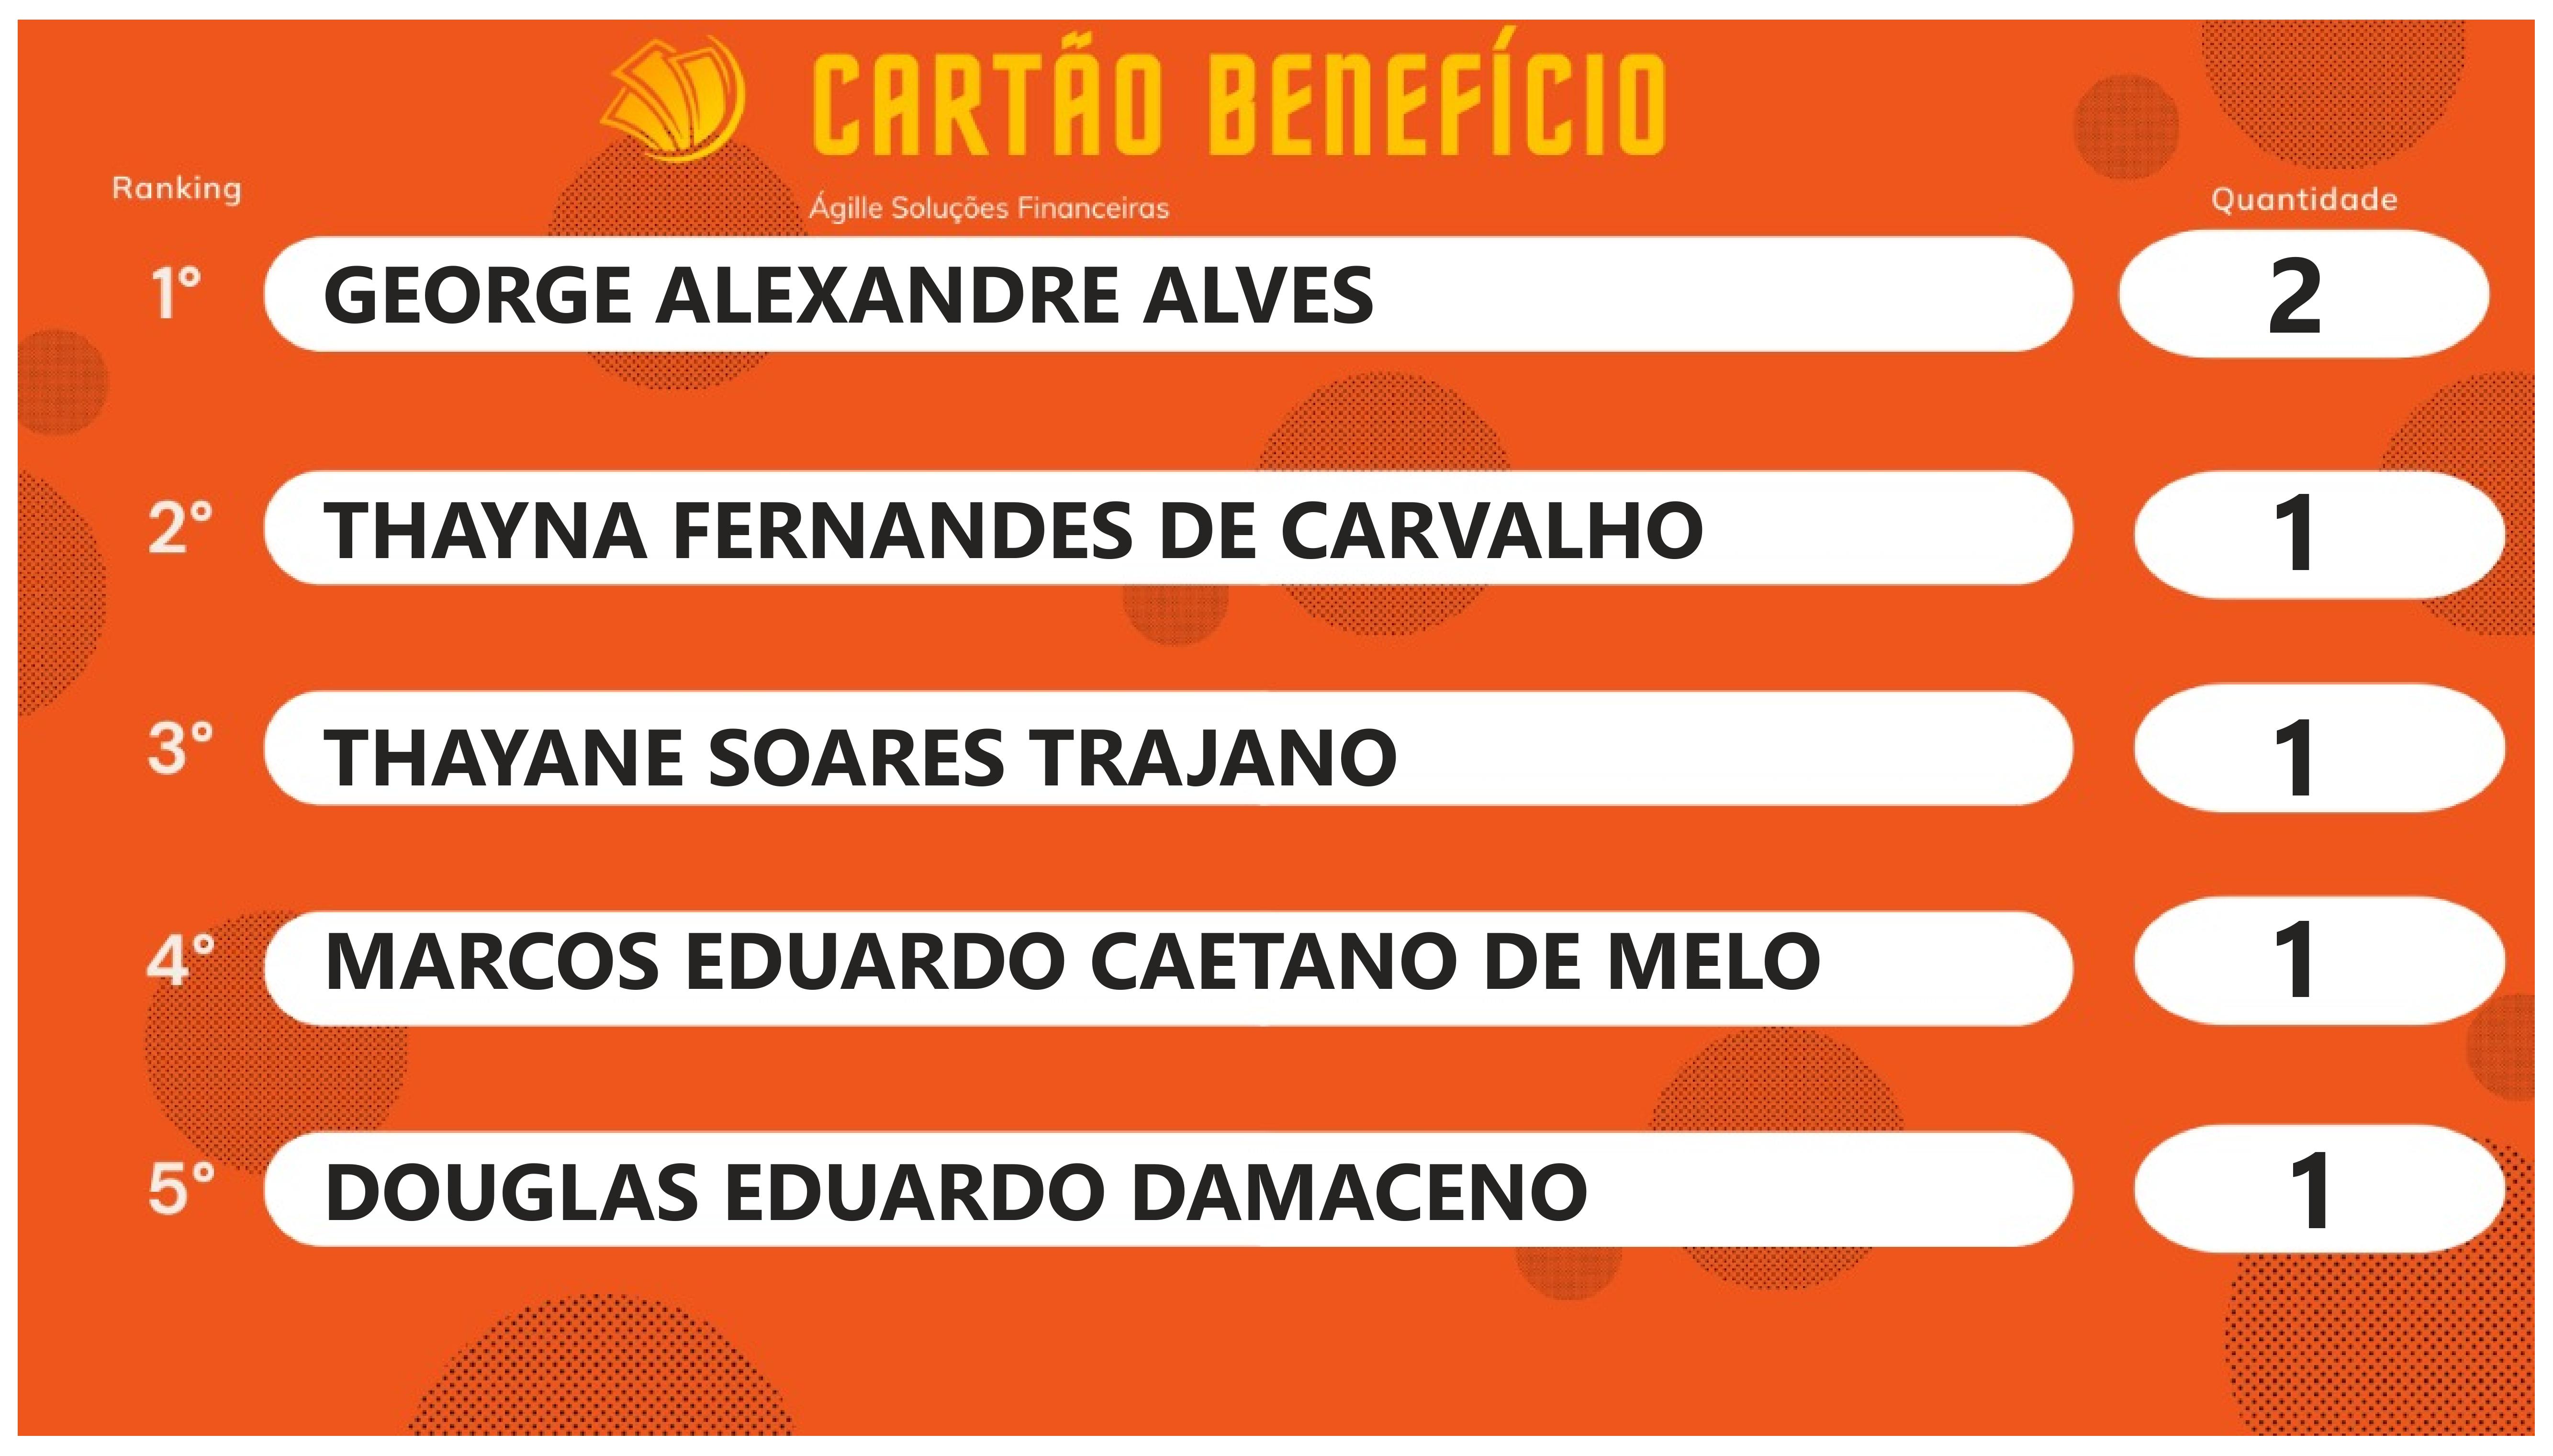 CARTÃO BENEFÍCIO
Ranking
Ágille Soluções Financeiras
Quantidade
1° GEORGE ALEXANDRE ALVES 2
2° THAYNA FERNANDES DE CARVALHO 1
3° THAYANE SOARES TRAJANO 1
4° MARCOS EDUARDO CAETANO DE MELO 1
5° DOUGLAS EDUARDO DAMACENO 1